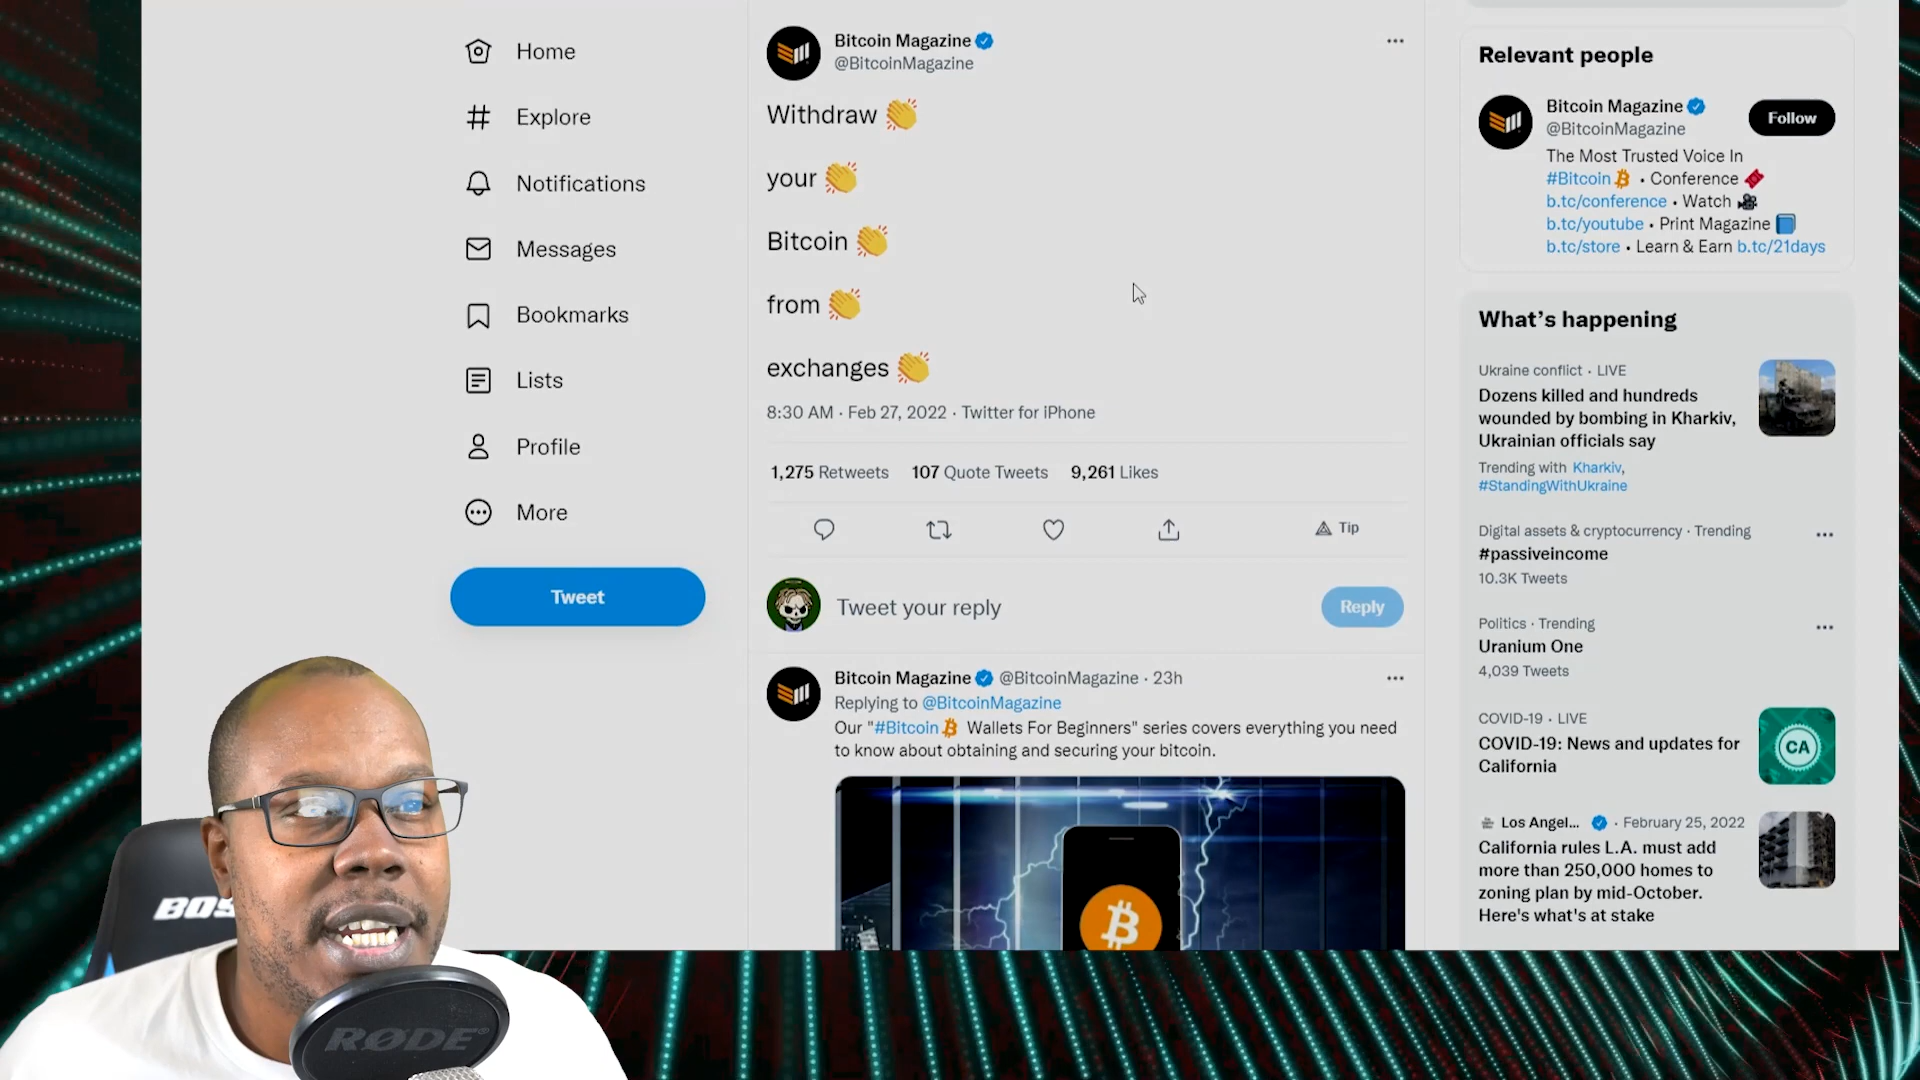 Home
Explore
Notifications
Messages
Bookmarks
Lists
Profile
More
Tweet
Bitcoin Magazine
@BitcoinMagazine
Withdraw 👏
your 👏
Bitcoin 👏
from 👏
exchanges 👏
8:30 AM · Feb 27, 2022 · Twitter for iPhone
1,275 Retweets 107 Quote Tweets 9,261 Likes
Tip
Tweet your reply
Reply
Bitcoin Magazine @BitcoinMagazine · 23h
Replying to @BitcoinMagazine
Our "#Bitcoin Wallets For Beginners" series covers everything you need
to know about obtaining and securing your bitcoin.
Relevant people
Bitcoin Magazine
@BitcoinMagazine
Follow
The Most Trusted Voice In
#Bitcoin • Conference
b.tc/conference • Watch
b.tc/youtube • Print Magazine
b.tc/store • Learn & Earn b.tc/21days
What's happening
Ukraine conflict · LIVE
Dozens killed and hundreds
wounded by bombing in Kharkiv,
Ukrainian officials say
Trending with Kharkiv,
#StandingWithUkraine
Digital assets & cryptocurrency · Trending
#passiveincome
10.3K Tweets
Politics · Trending
Uranium One
4,039 Tweets
COVID-19 · LIVE
COVID-19: News and updates for
California
CA
Los Angel... · February 25, 2022
California rules L.A. must add
more than 250,000 homes to
zoning plan by mid-October.
Here's what's at stake
BOS
RØDE